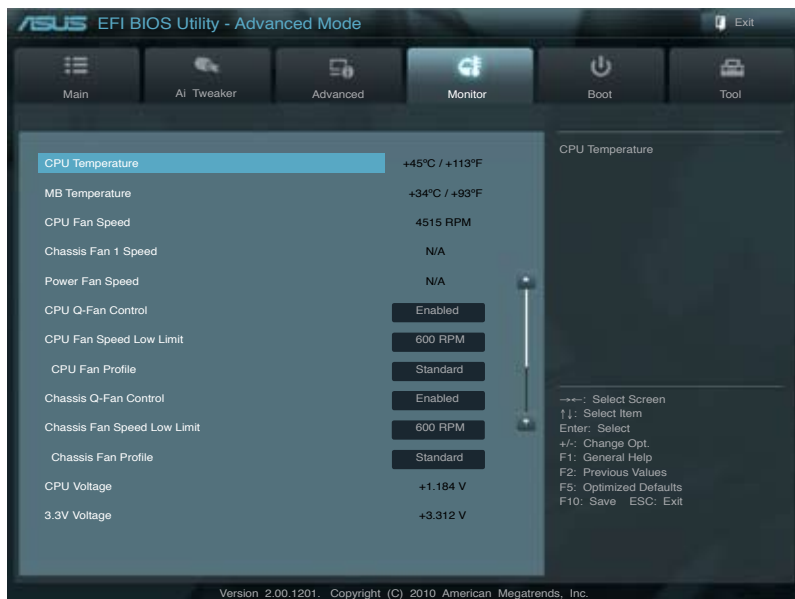 ASUS EFI BIOS Utility - Advanced Mode
Exit
Main
Ai Tweaker
Advanced
Monitor
Boot
Tool
CPU Temperature +45ºC / +113ºF
MB Temperature +34ºC / +93ºF
CPU Fan Speed 4515 RPM
Chassis Fan 1 Speed N/A
Power Fan Speed N/A
CPU Q-Fan Control Enabled
CPU Fan Speed Low Limit 600 RPM
CPU Fan Profile Standard
Chassis Q-Fan Control Enabled
Chassis Fan Speed Low Limit 600 RPM
Chassis Fan Profile Standard
CPU Voltage +1.184 V
3.3V Voltage +3.312 V
CPU Temperature
→←: Select Screen
↑↓: Select Item
Enter: Select
+/-: Change Opt.
F1: General Help
F2: Previous Values
F5: Optimized Defaults
F10: Save ESC: Exit
Version 2.00.1201. Copyright (C) 2010 American Megatrends, Inc.